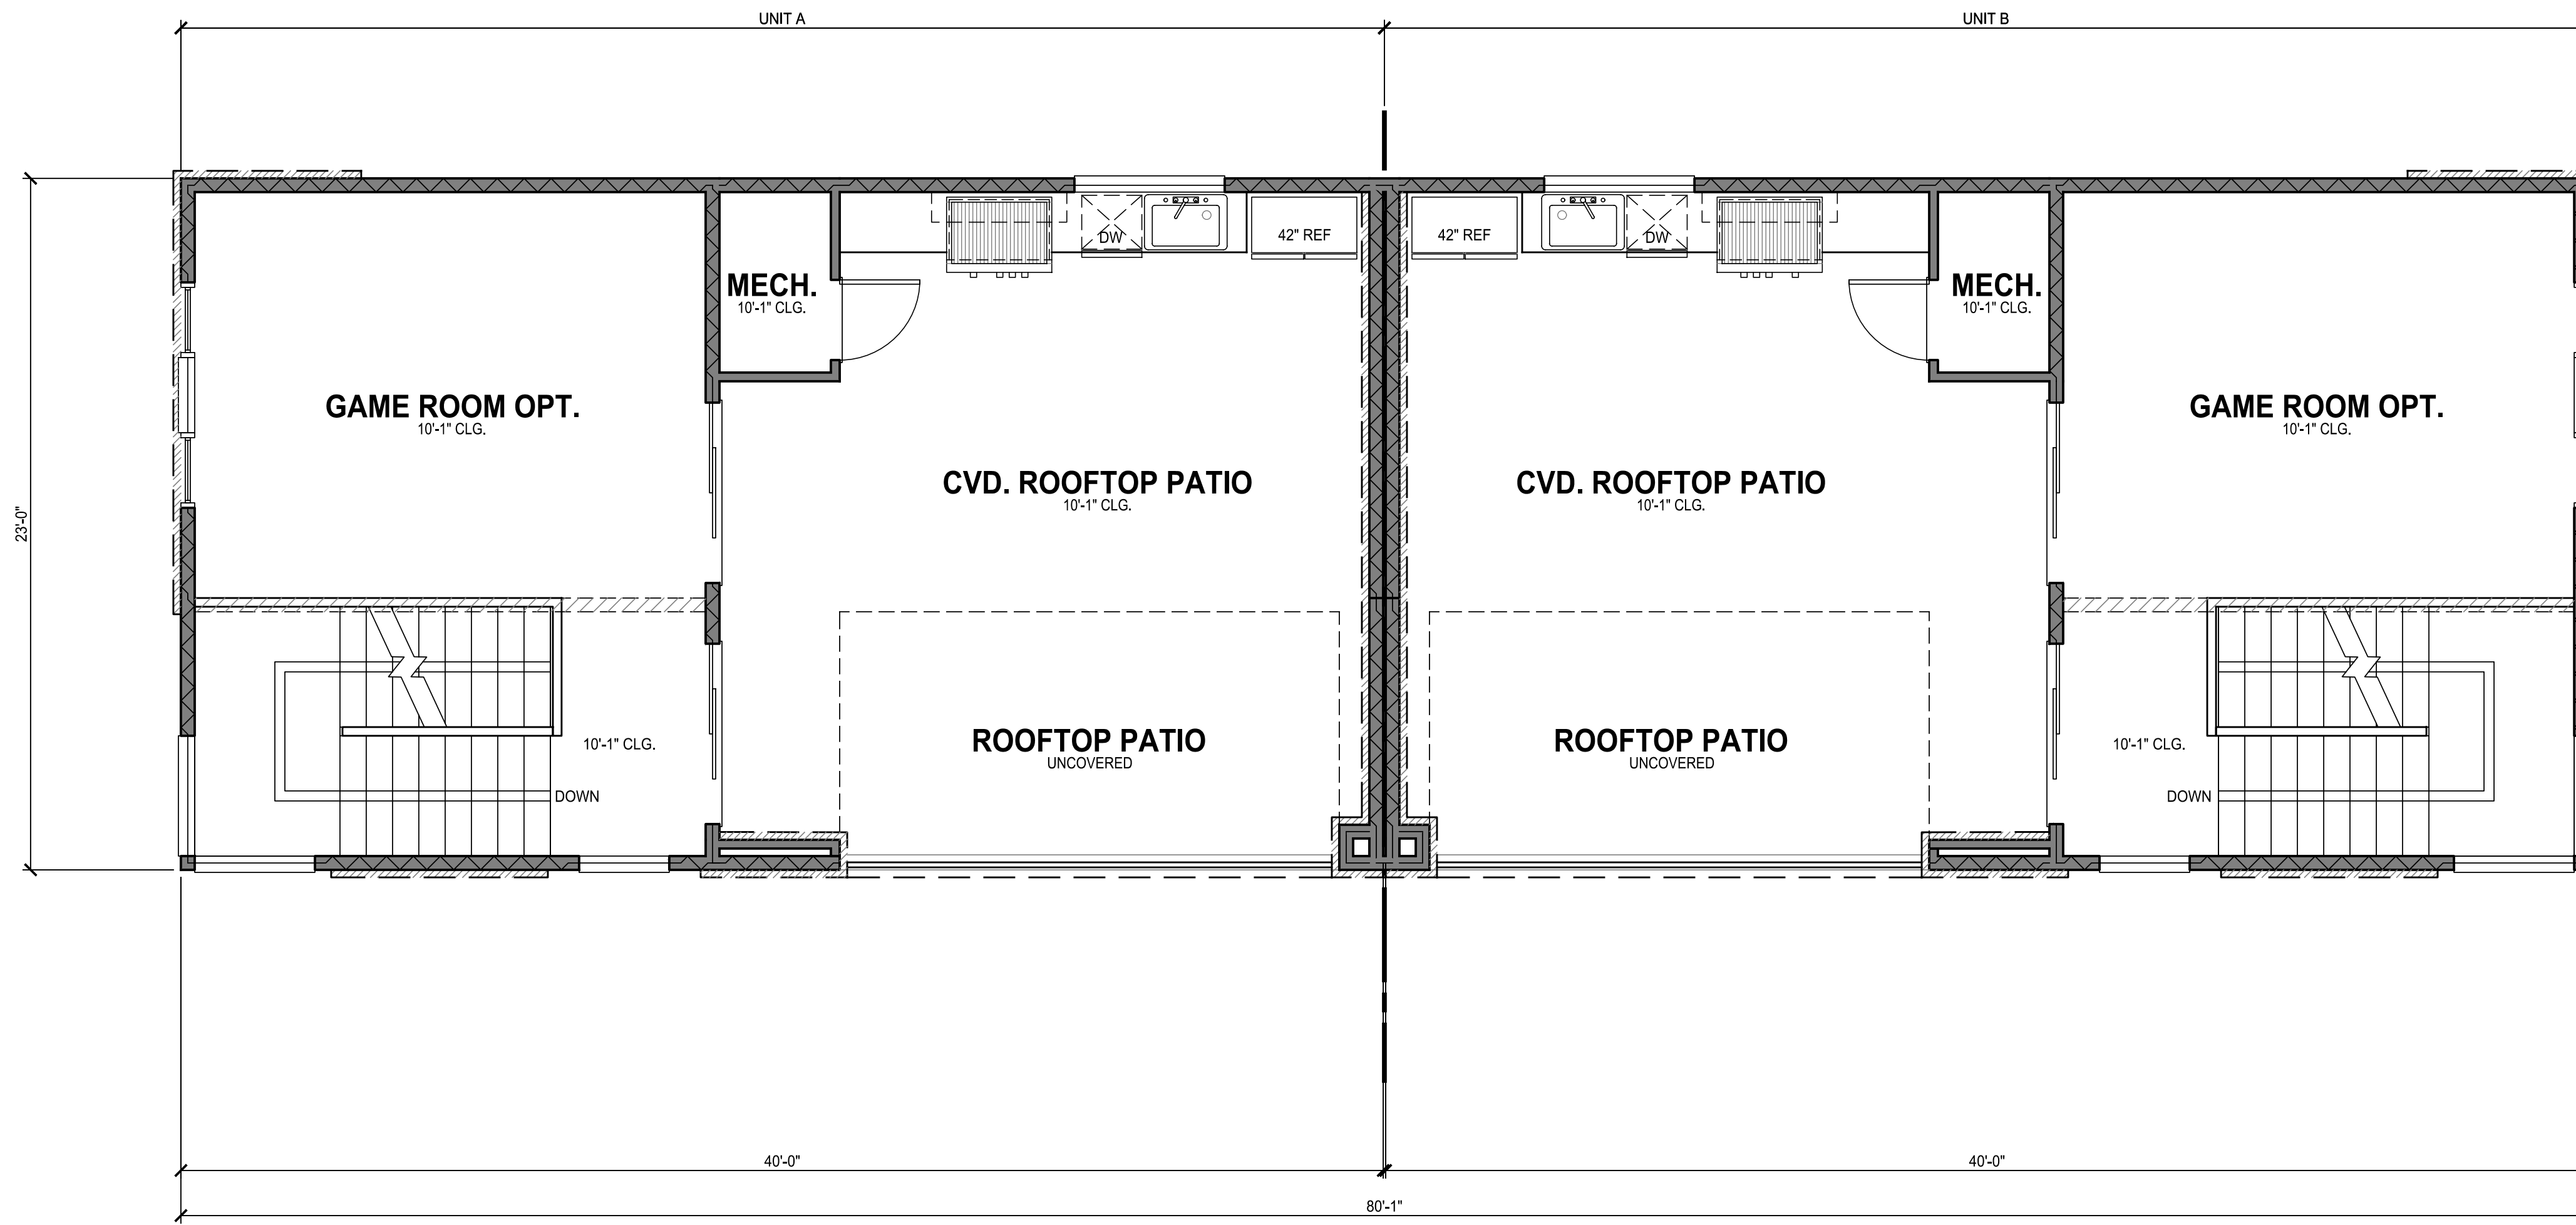 UNIT A
UNIT B
42" REF
42" REF
DW
DW
MECH.
10'-1" CLG.
MECH.
10'-1" CLG.
GAME ROOM OPT.
10'-1" CLG.
GAME ROOM OPT.
10'-1" CLG.
CVD. ROOFTOP PATIO
10'-1" CLG.
CVD. ROOFTOP PATIO
10'-1" CLG.
23'-0"
ROOFTOP PATIO
UNCOVERED
ROOFTOP PATIO
UNCOVERED
10'-1" CLG.
10'-1" CLG.
DOWN
DOWN
40'-0"
40'-0"
80'-1"